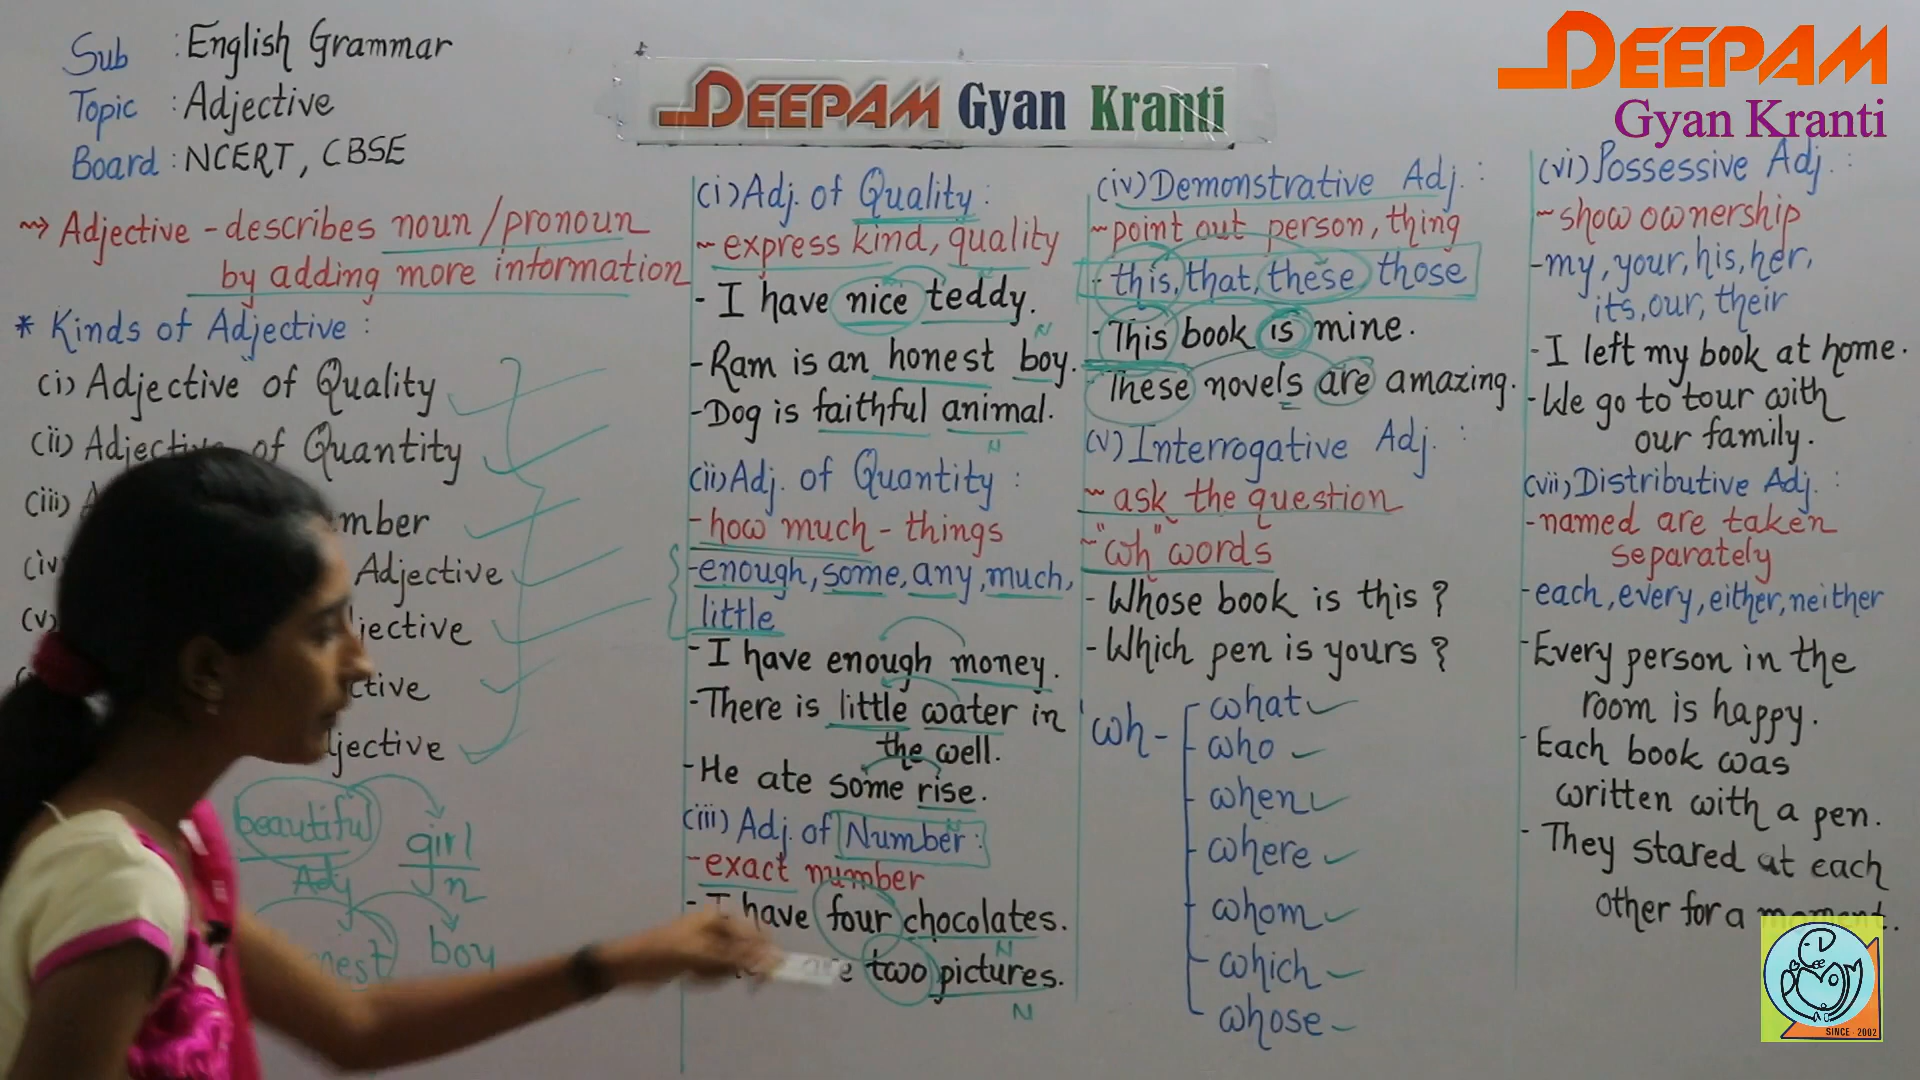 Sub : English Grammar
Topic : Adjective
Board : NCERT, CBSE
Adjective - describes noun / pronoun
by adding more information
* Kinds of Adjective :
(i) Adjective of Quality
(ii) Adjective of Quantity
(iii)
mber
(iv
Adjective
(v)
jective
ctive
djective
beautiful girl
Adj n
nest boy
DEEPAM Gyan Kranti
(i) Adj. of Quality :
~ express kind, quality
- I have nice teddy.
N
- Ram is an honest boy.
- Dog is faithful animal.
N
(ii) Adj. of Quantity :
- how much - things
- enough, some, any, much,
little
- I have enough money.
- There is little water in
the well.
- He ate some rise.
N
(iii) Adj. of Number :
- exact number
- I have four chocolates.
N
two pictures.
N
(iv) Demonstrative Adj. :
~ point out person, thing
- this, that, these those
- This book is mine.
- These novels are amazing.
(v) Interrogative Adj. :
~ ask the question
~ "wh" words
- Whose book is this ?
- Which pen is yours ?
wh - what
who
when
where
whom
which
whose
DEEPAM
Gyan Kranti
(vi) Possessive Adj. :
~ show ownership
- my, your, his, her,
its, our, their
- I left my book at home.
- We go to tour with
our family.
(vii) Distributive Adj. :
- named are taken
separately
- each, every, either, neither
- Every person in the
room is happy.
- Each book was
written with a pen.
- They stared at each
other for a moment.
SINCE - 2002